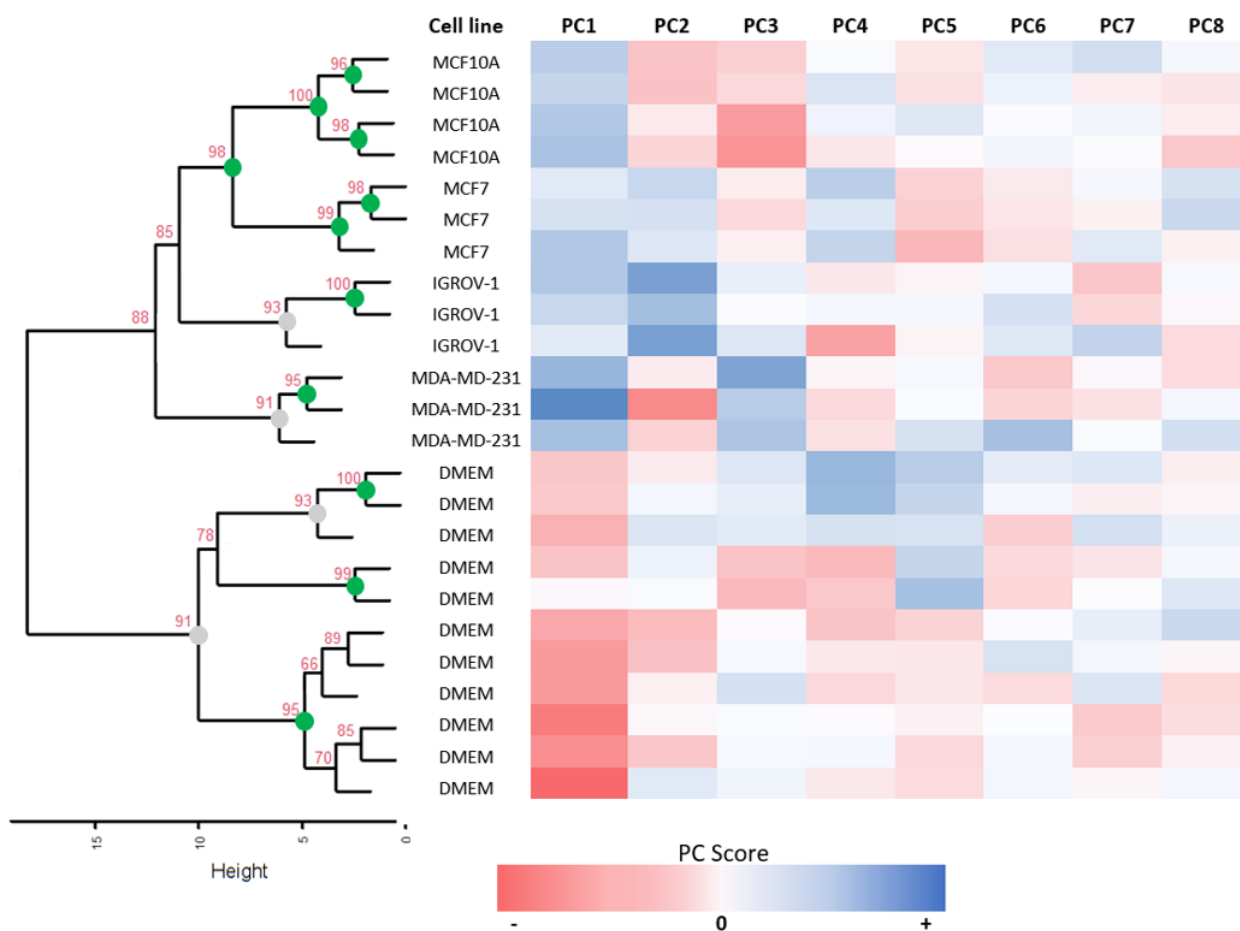 Cell line PC1 PC2 PC3 PC4 PC5 PC6 PC7 PC8
96 MCF10A
100 MCF10A
98 MCF10A
98 MCF10A
98 MCF7
99 MCF7
85 MCF7
100 IGROV-1
93 IGROV-1
88 IGROV-1
95 MDA-MD-231
91 MDA-MD-231
MDA-MD-231
100 DMEM
93 DMEM
78 DMEM
99 DMEM
DMEM
91 DMEM
89 DMEM
66 DMEM
95 DMEM
85 DMEM
70 DMEM
15 10 5 0
Height
PC Score
- 0 +